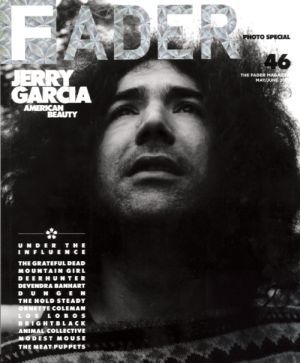 FADER
PHOTO SPECIAL
46
THE FADER MAGAZINE
MAY/JUNE
JERRY
GARCIA
AMERICAN
BEAUTY
UNDER THE
INFLUENCE
THE GRATEFUL DEAD
MOUNTAIN GIRL
DEERHUNTER
DEVENDRA BANHART
DUNGEN
THE HOLD STEADY
ORNETTE COLEMAN
LOS LOBOS
BRIGHTBLACK
ANIMAL COLLECTIVE
MODEST MOUSE
THE MEAT PUPPETS